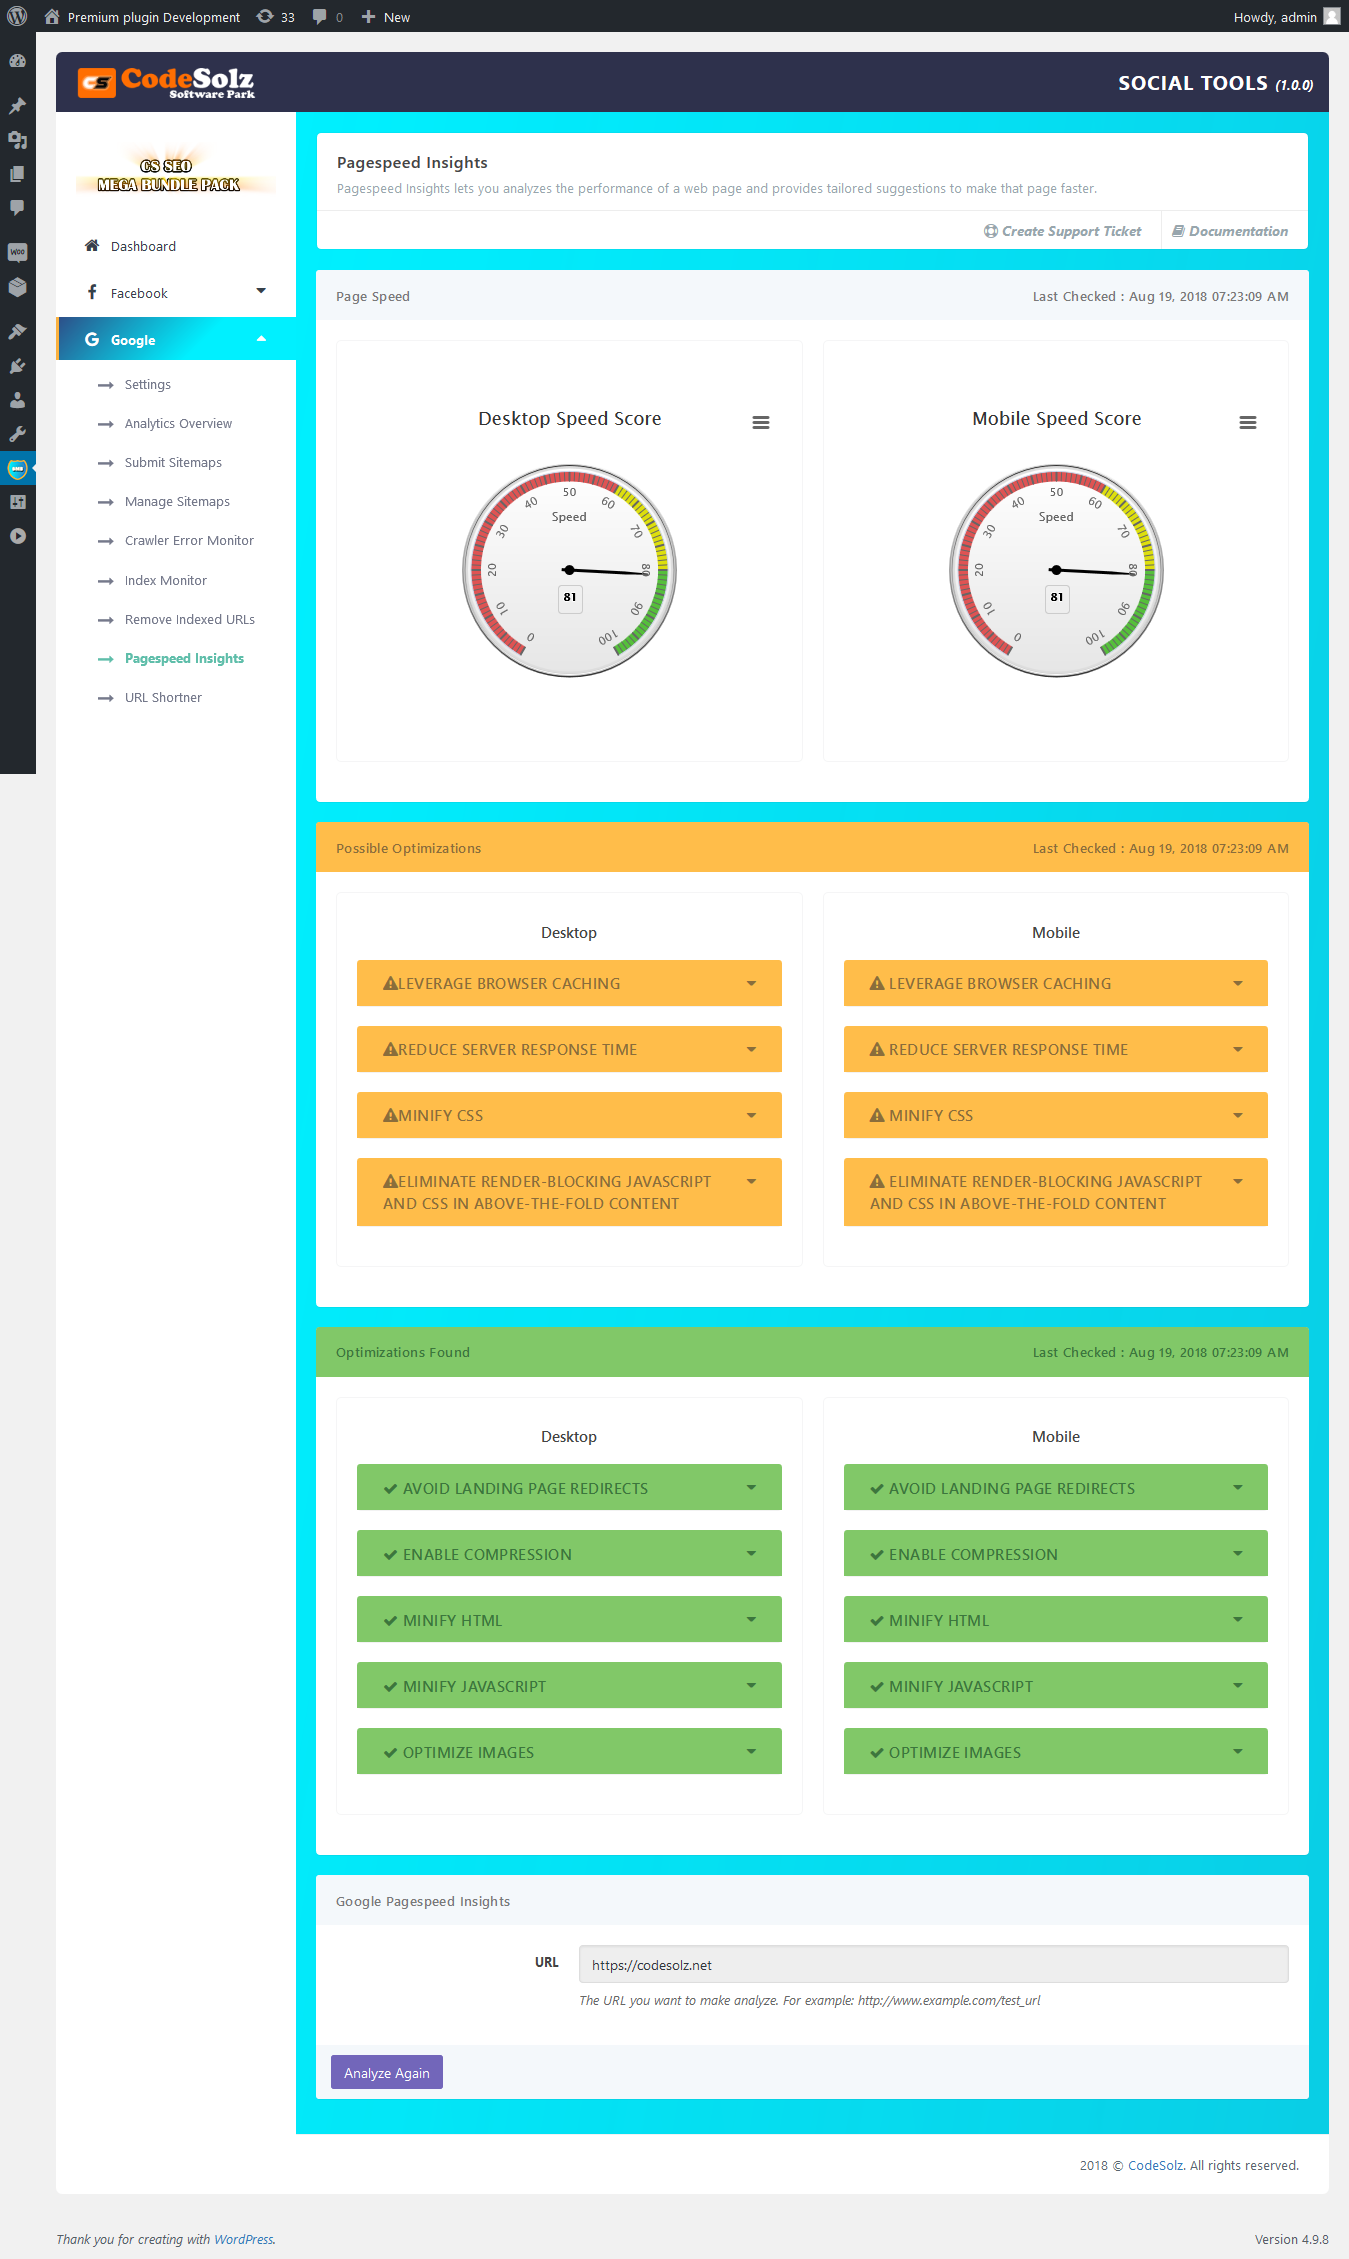 Premium plugin Development 33 0 New Howdy, admin
CS CodeSolz
Software Park
SOCIAL TOOLS (1.0.0)
CS SEO
MEGA BUNDLE PACK
Dashboard
Facebook
Google
Settings
Analytics Overview
Submit Sitemaps
Manage Sitemaps
Crawler Error Monitor
Index Monitor
Remove Indexed URLs
Pagespeed Insights
URL Shortner
Woo
Pagespeed Insights
Pagespeed Insights lets you analyzes the performance of a web page and provides tailored suggestions to make that page faster.
Create Support Ticket Documentation
Page Speed Last Checked : Aug 19, 2018 07:23:09 AM
Desktop Speed Score
0 10 20 30 40 50 60 70 80 90 100
Speed
81
Mobile Speed Score
0 10 20 30 40 50 60 70 80 90 100
Speed
81
Possible Optimizations Last Checked : Aug 19, 2018 07:23:09 AM
Desktop
LEVERAGE BROWSER CACHING
REDUCE SERVER RESPONSE TIME
MINIFY CSS
ELIMINATE RENDER-BLOCKING JAVASCRIPT
AND CSS IN ABOVE-THE-FOLD CONTENT
Mobile
LEVERAGE BROWSER CACHING
REDUCE SERVER RESPONSE TIME
MINIFY CSS
ELIMINATE RENDER-BLOCKING JAVASCRIPT
AND CSS IN ABOVE-THE-FOLD CONTENT
Optimizations Found Last Checked : Aug 19, 2018 07:23:09 AM
Desktop
AVOID LANDING PAGE REDIRECTS
ENABLE COMPRESSION
MINIFY HTML
MINIFY JAVASCRIPT
OPTIMIZE IMAGES
Mobile
AVOID LANDING PAGE REDIRECTS
ENABLE COMPRESSION
MINIFY HTML
MINIFY JAVASCRIPT
OPTIMIZE IMAGES
Google Pagespeed Insights
URL https://codesolz.net
The URL you want to make analyze. For example: http://www.example.com/test_url
Analyze Again
2018 © CodeSolz. All rights reserved.
Thank you for creating with WordPress. Version 4.9.8